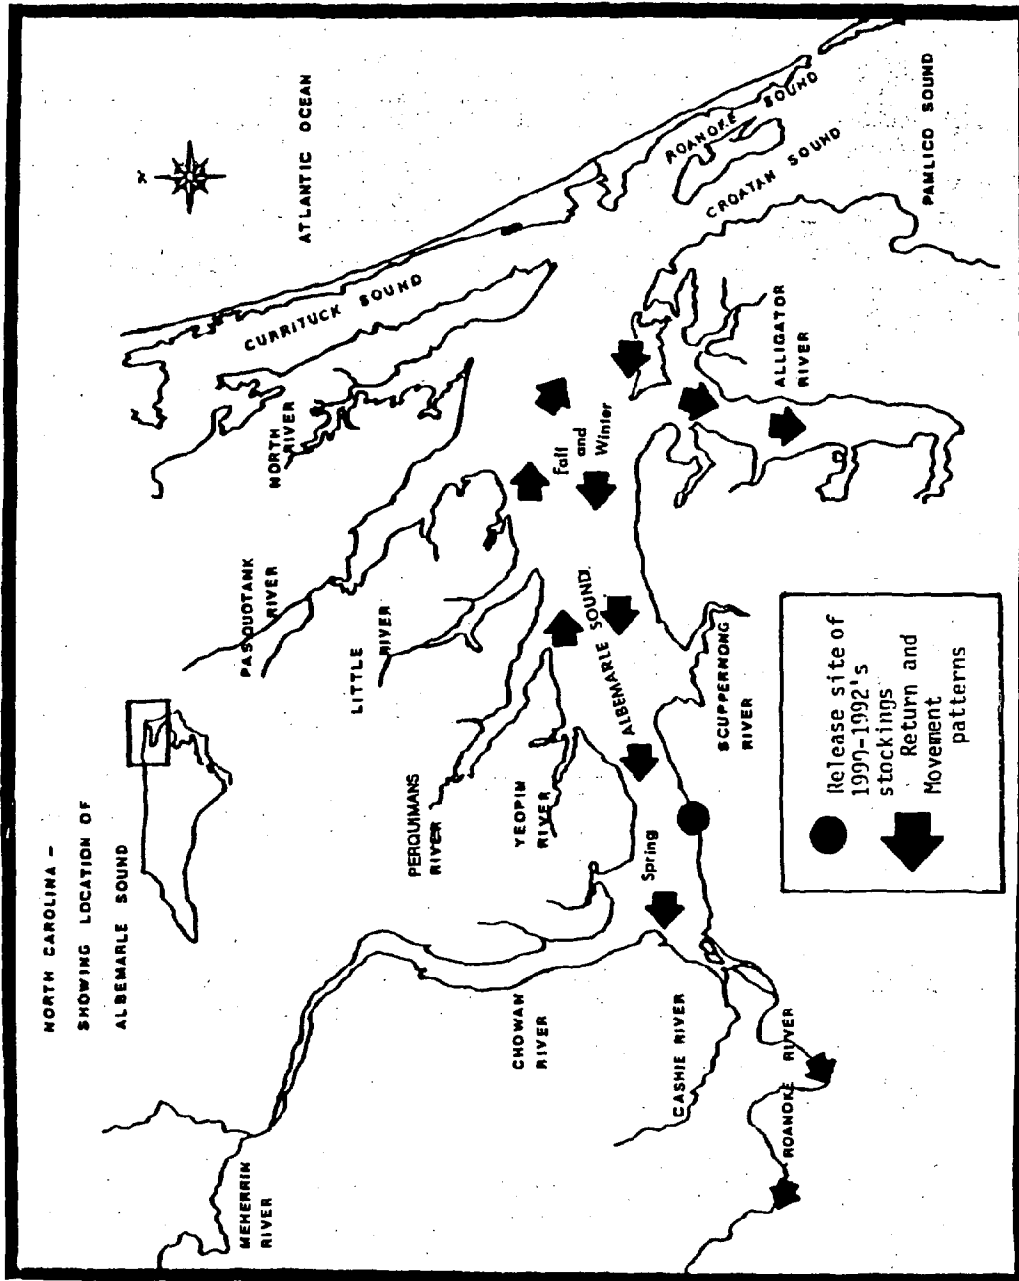 NORTH CAROLINA –
SHOWING LOCATION OF
ALBEMARLE SOUND
N
ATLANTIC OCEAN
CURRITUCK SOUND
ROANOKE SOUND
CROATAN SOUND
PAMLICO SOUND
NORTH
RIVER
PASQUOTANK
RIVER
LITTLE
RIVER
PERQUIMANS
RIVER
YEOPIM
RIVER
ALBEMARLE SOUND
Fall
and
Winter
ALLIGATOR
RIVER
SCUPPERNONG
RIVER
Spring
MEHERRIN
RIVER
CHOWAN
RIVER
CASHIE RIVER
ROANOKE RIVER
Release site of
1990-1992's
stockings
Return and
Movement
patterns